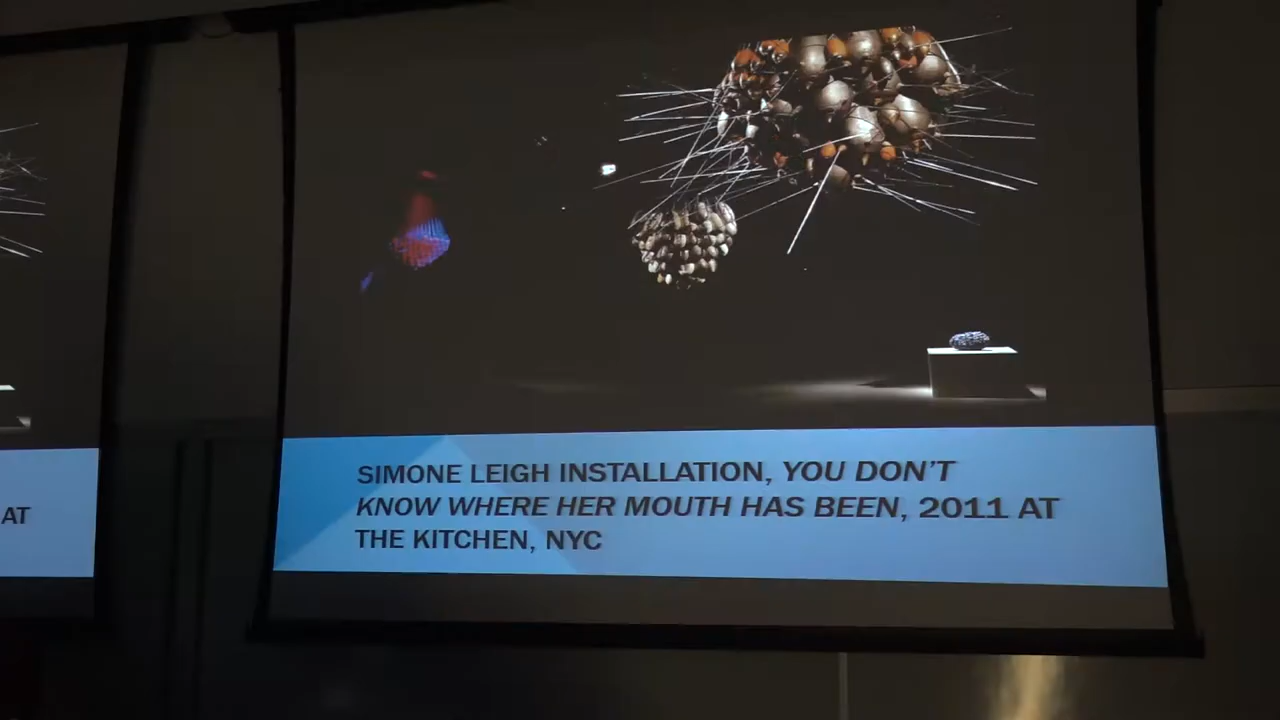 SIMONE LEIGH INSTALLATION, YOU DON'T
KNOW WHERE HER MOUTH HAS BEEN, 2011 AT
THE KITCHEN, NYC
AT